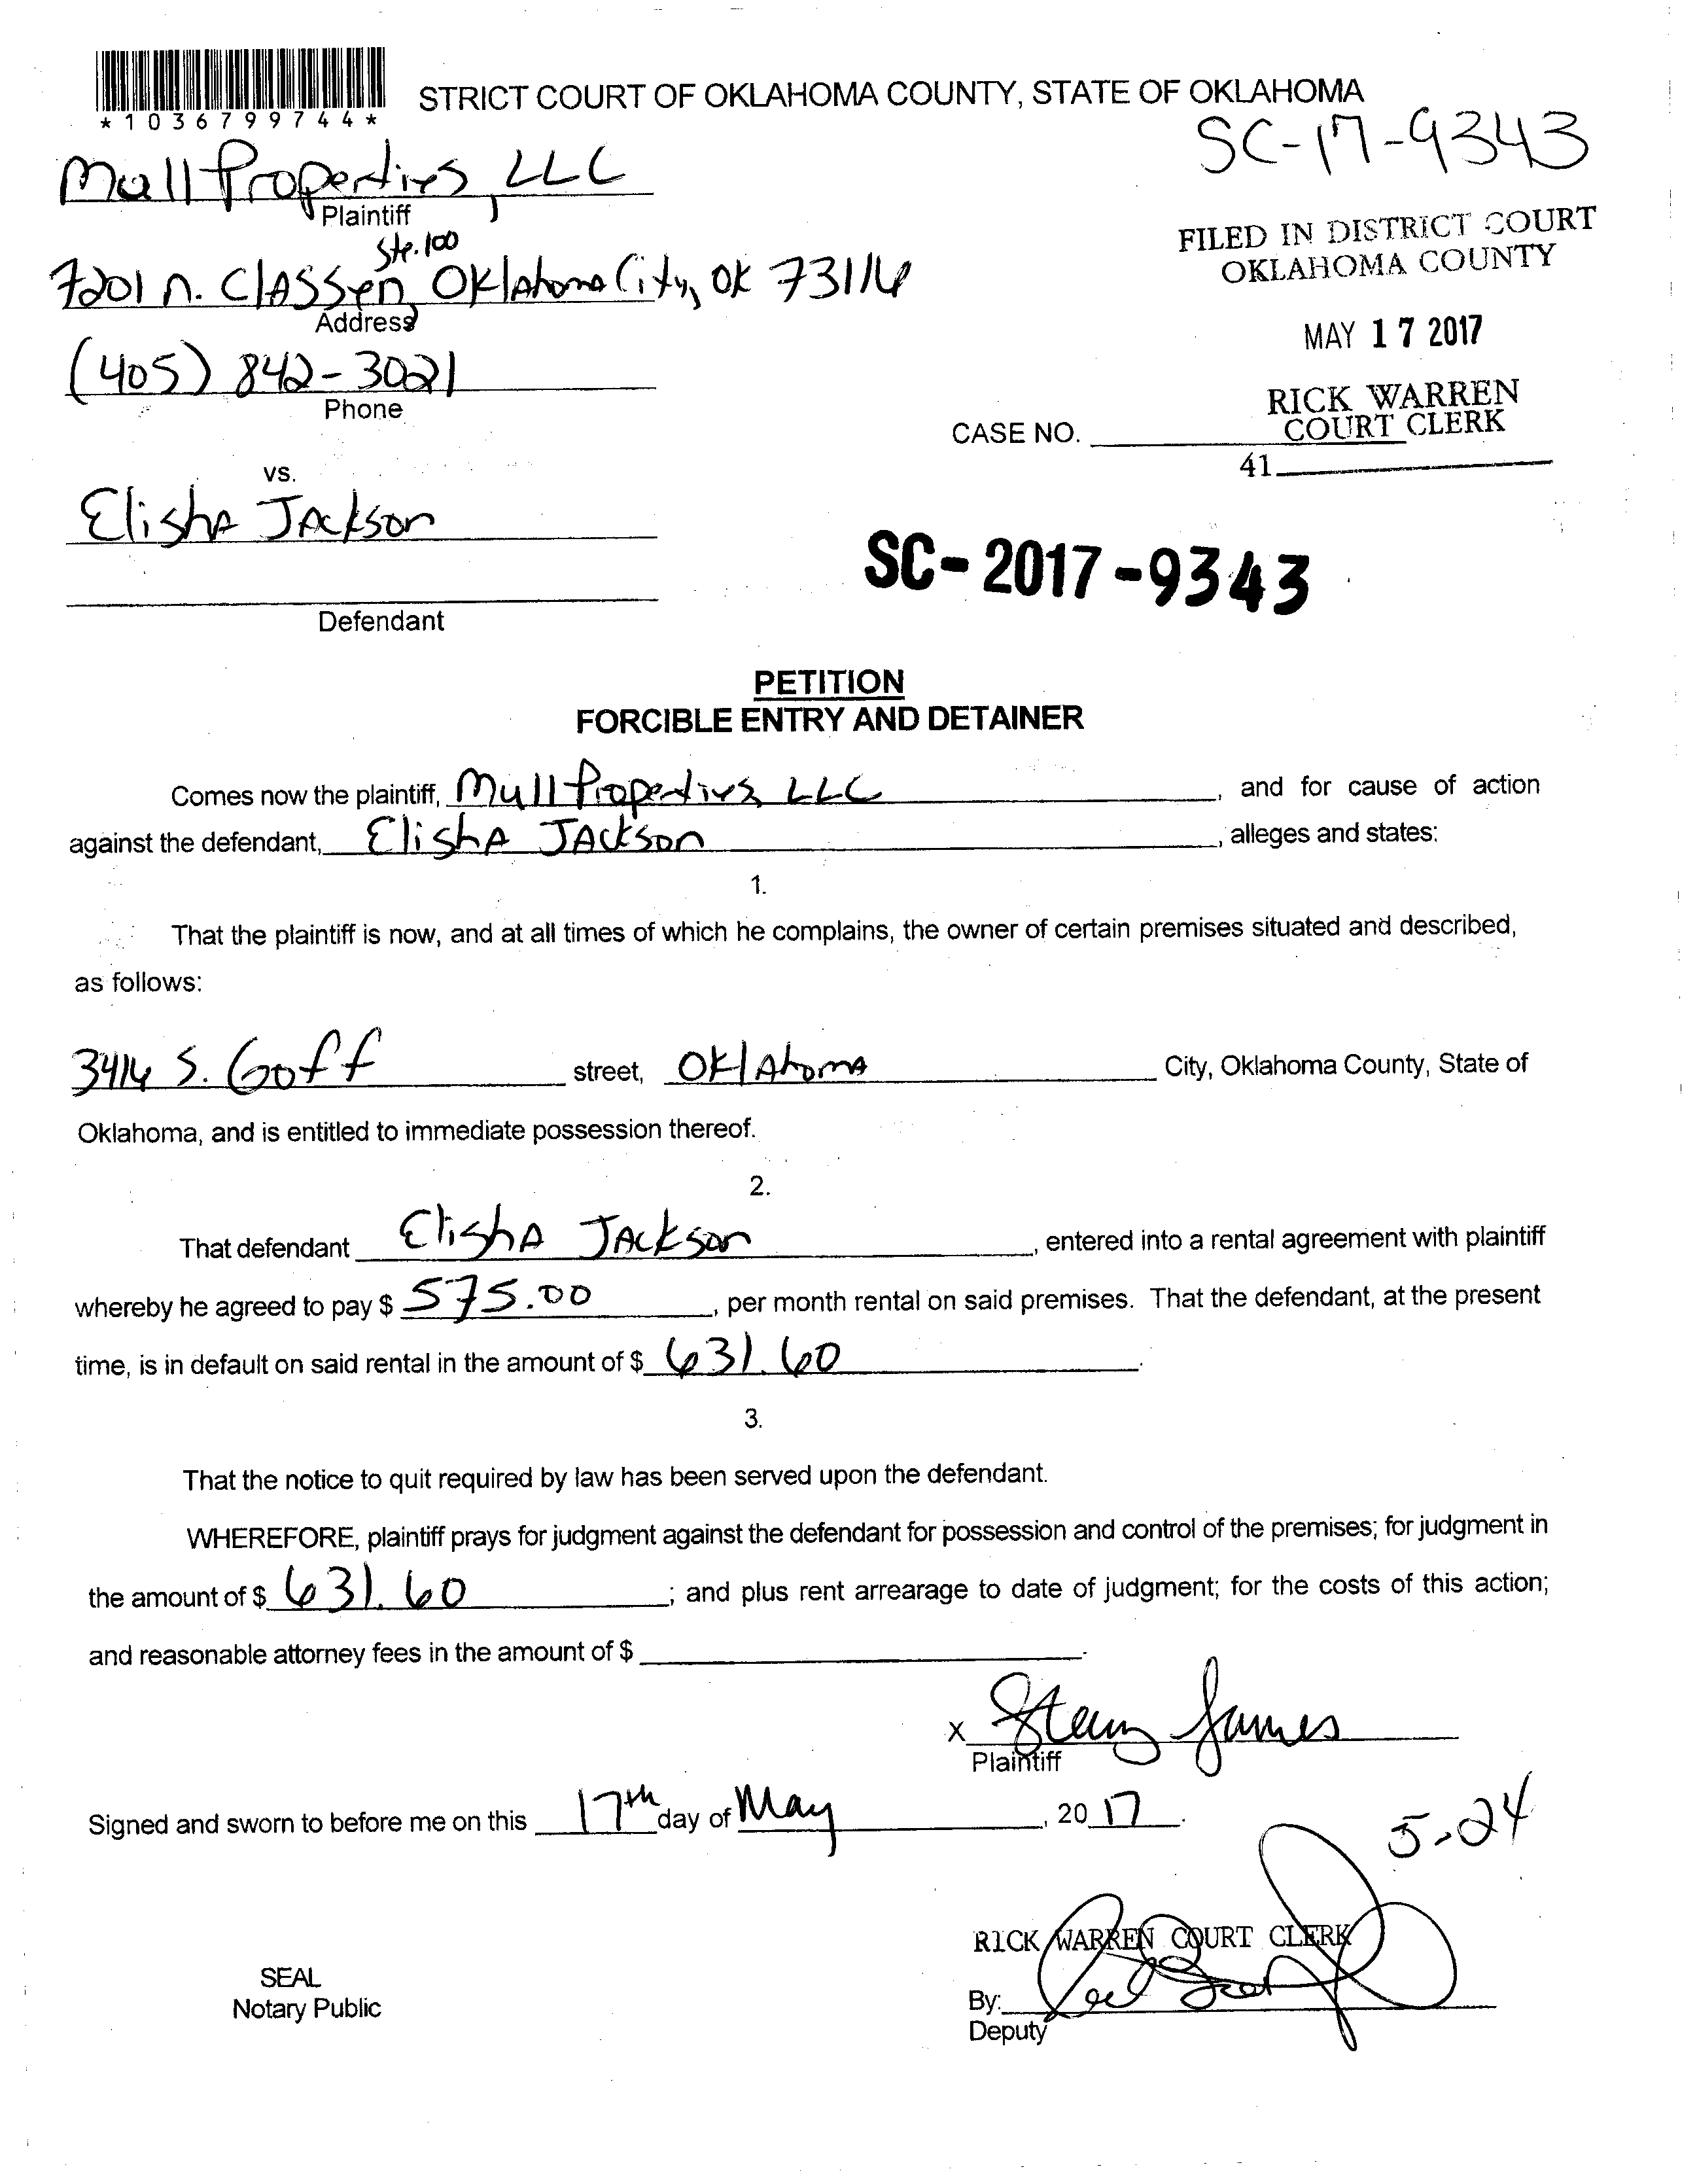 *1036799744*
STRICT COURT OF OKLAHOMA COUNTY, STATE OF OKLAHOMA
SC-17-9343
Mull Properties, LLC
Plaintiff
Ste. 100
7201 N. Classen, Oklahoma City, OK 73116
Address
(405) 842-3021
Phone
FILED IN DISTRICT COURT
OKLAHOMA COUNTY
MAY 17 2017
RICK WARREN
COURT CLERK
CASE NO.
41
vs.
Elisha Jackson
Defendant
SC-2017-9343
PETITION
FORCIBLE ENTRY AND DETAINER
Comes now the plaintiff, Mull Properties, LLC, and for cause of action
against the defendant, Elisha Jackson, alleges and states:
1.
That the plaintiff is now, and at all times of which he complains, the owner of certain premises situated and described,
as follows:
3416 S. Goff street, Oklahoma City, Oklahoma County, State of
Oklahoma, and is entitled to immediate possession thereof.
2.
That defendant Elisha Jackson, entered into a rental agreement with plaintiff
whereby he agreed to pay $ 575.00, per month rental on said premises. That the defendant, at the present
time, is in default on said rental in the amount of $ 631.60.
3.
That the notice to quit required by law has been served upon the defendant.
WHEREFORE, plaintiff prays for judgment against the defendant for possession and control of the premises; for judgment in
the amount of $ 631.60; and plus rent arrearage to date of judgment; for the costs of this action;
and reasonable attorney fees in the amount of $
X James
Plaintiff
Signed and sworn to before me on this 17th day of May, 2017.
5-24
RICK WARREN COURT CLERK
SEAL
Notary Public
By:
Deputy